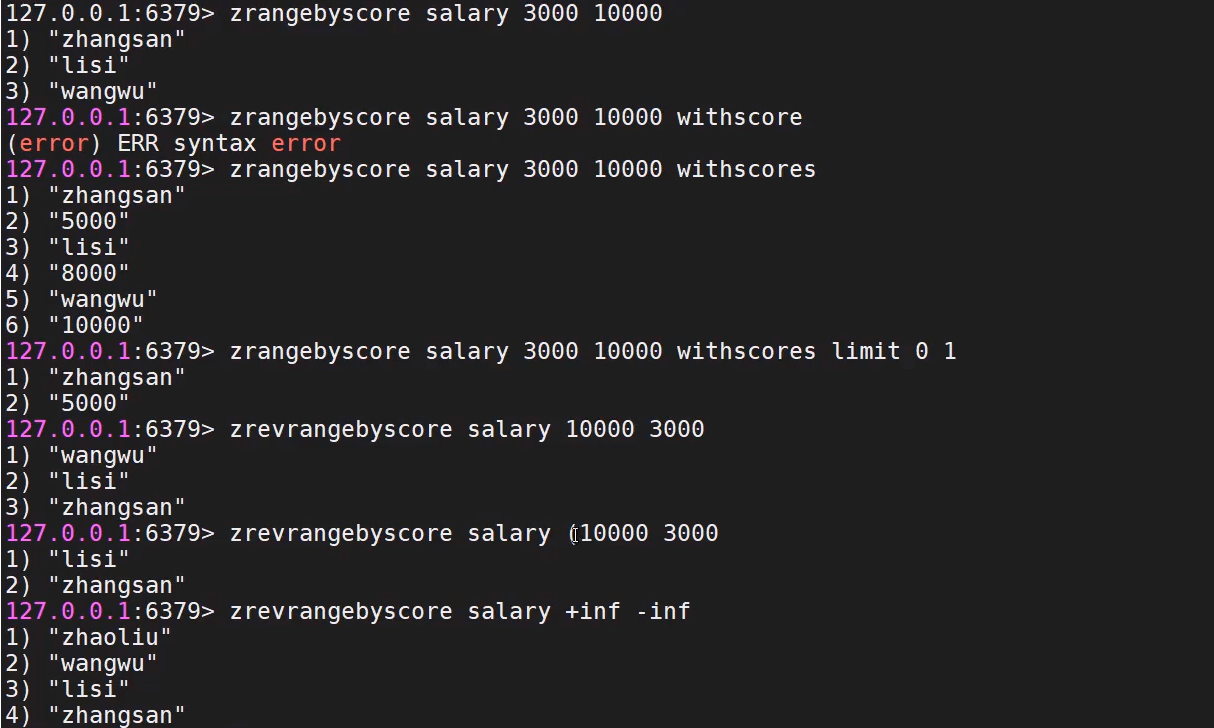 127.0.0.1:6379> zrangebyscore salary 3000 10000
1) "zhangsan"
2) "lisi"
3) "wangwu"
127.0.0.1:6379> zrangebyscore salary 3000 10000 withscore
(error) ERR syntax error
127.0.0.1:6379> zrangebyscore salary 3000 10000 withscores
1) "zhangsan"
2) "5000"
3) "lisi"
4) "8000"
5) "wangwu"
6) "10000"
127.0.0.1:6379> zrangebyscore salary 3000 10000 withscores limit 0 1
1) "zhangsan"
2) "5000"
127.0.0.1:6379> zrevrangebyscore salary 10000 3000
1) "wangwu"
2) "lisi"
3) "zhangsan"
127.0.0.1:6379> zrevrangebyscore salary (10000 3000
1) "lisi"
2) "zhangsan"
127.0.0.1:6379> zrevrangebyscore salary +inf -inf
1) "zhaoliu"
2) "wangwu"
3) "lisi"
4) "zhangsan"